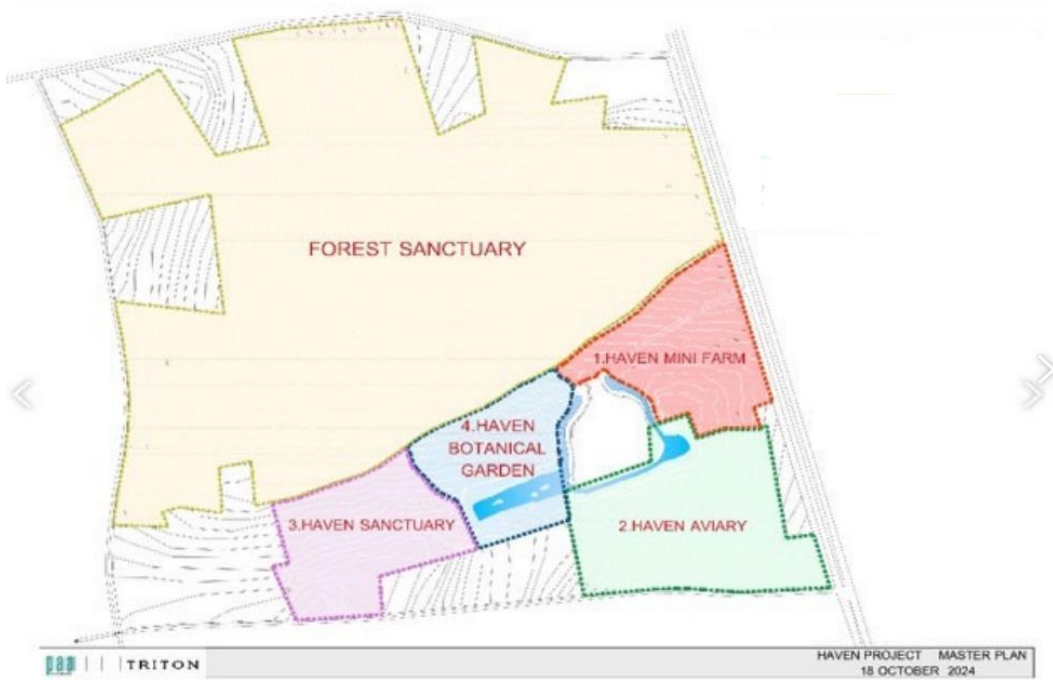 FOREST SANCTUARY
1.HAVEN MINI FARM
4.HAVEN
BOTANICAL
GARDEN
3.HAVEN SANCTUARY
2.HAVEN AVIARY
TRITON
HAVEN PROJECT MASTER PLAN
18 OCTOBER 2024